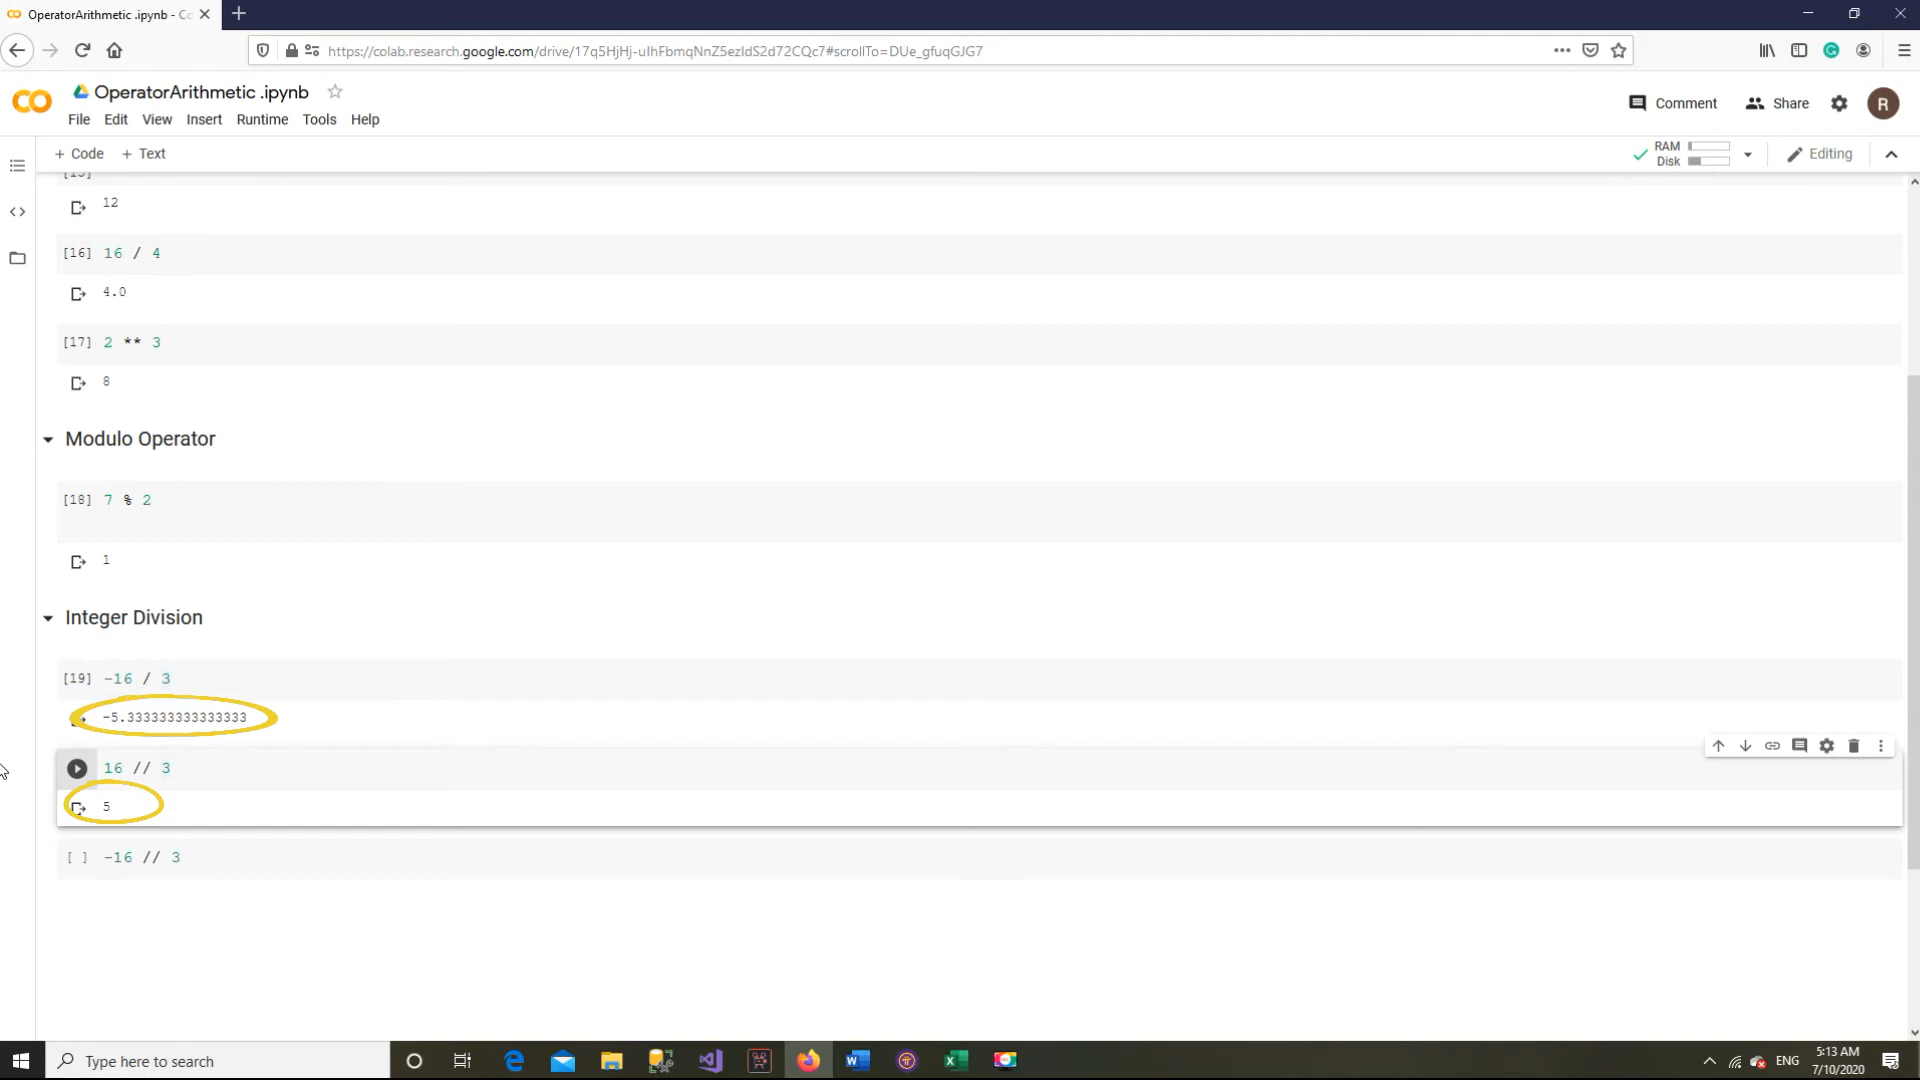 OperatorArithmetic .ipynb - Co
https://colab.research.google.com/drive/17q5HjHj-uIhFbmqNnZ5ezIdS2d72CQc7#scrollTo=DUe_gfuqGJG7
OperatorArithmetic .ipynb
Comment
Share
R
File Edit View Insert Runtime Tools Help
+ Code + Text
RAM
Disk
Editing
[15]
12
[16] 16 / 4
4.0
[17] 2 ** 3
8
Modulo Operator
[18] 7 % 2
1
Integer Division
[19] -16 / 3
-5.333333333333333
16 // 3
5
[ ] -16 // 3
Type here to search
ENG
5:13 AM
7/10/2020